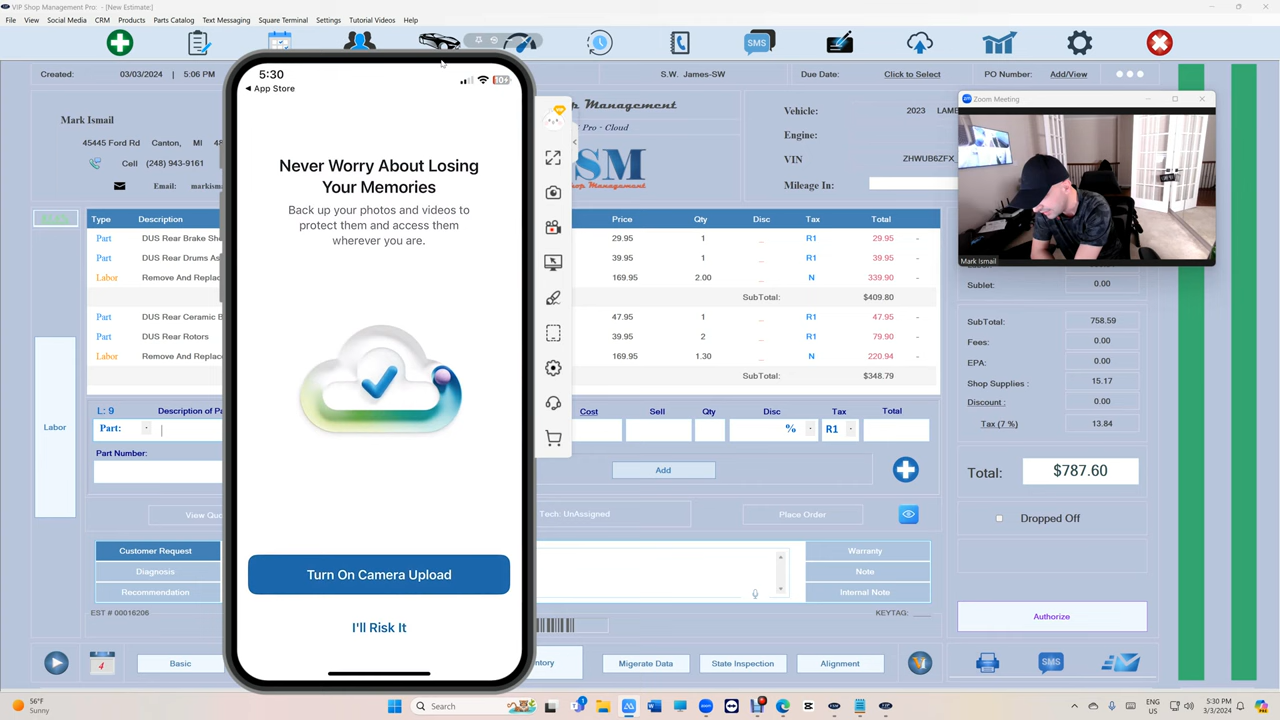 VIP Shop Management Pro: - [New Estimate:]
File View Social Media CRM Products Parts Catalog Text Messaging Square Terminal Settings Tutorial Videos Help
SMS
Created: 03/03/2024 | 5:06 PM
S.W. James-SW
Due Date: Click to Select
PO Number: Add/View
Mark Ismail
45445 Ford Rd Canton, MI
Cell (248) 943-9161
Email:
5:30
10+
App Store
Never Worry About Losing
Your Memories
Back up your photos and videos to
protect them and access them
wherever you are.
Turn On Camera Upload
I'll Risk It
Pro - Cloud
Vehicle: 2023
Engine:
VIN ZHWUB6ZFX
Mileage In:
Zoom Meeting
Mark Ismail
Type Description Price Qty Disc Tax Total
Part DUS Rear Brake Sh 29.95 1 _ R1 29.95 -
Part DUS Rear Drums As 39.95 1 _ R1 39.95 -
Labor Remove And Replac 169.95 2.00 _ N 339.90 -
SubTotal: $409.80
Part DUS Rear Ceramic B 47.95 1 _ R1 47.95 -
Part DUS Rear Rotors 39.95 2 _ R1 79.90 -
Labor Remove And Replac 169.95 1.30 _ N 220.94 -
SubTotal: $348.79
Labor
L: 9 Description of Pa Cost Sell Qty Disc Tax Total
Part: % R1
Part Number:
Add
View Quo
Tech: UnAssigned
Place Order
Customer Request
Diagnosis
Recommendation
Warranty
Note
Internal Note
EST # 00016206
KEYTAG: ____
Sublet: 0.00
SubTotal: 758.59
Fees: 0.00
EPA: 0.00
Shop Supplies : 15.17
Discount : 0.00
Tax (7 %) 13.84
Total: $787.60
Dropped Off
Authorize
4
Basic
ntory
Migerate Data
State Inspection
Alignment
SMS
56°F
Sunny
Search
ENG
US
5:30 PM
3/3/2024